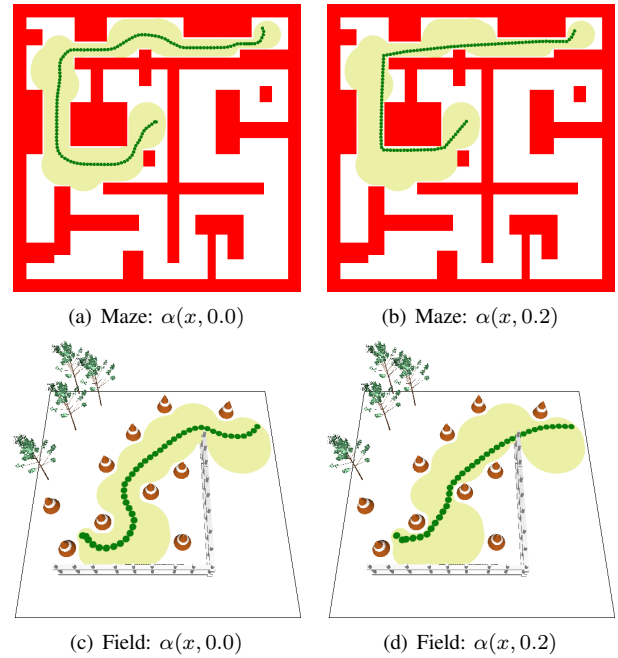 (a) Maze: α(x, 0.0)
(b) Maze: α(x, 0.2)
(c) Field: α(x, 0.0)
(d) Field: α(x, 0.2)